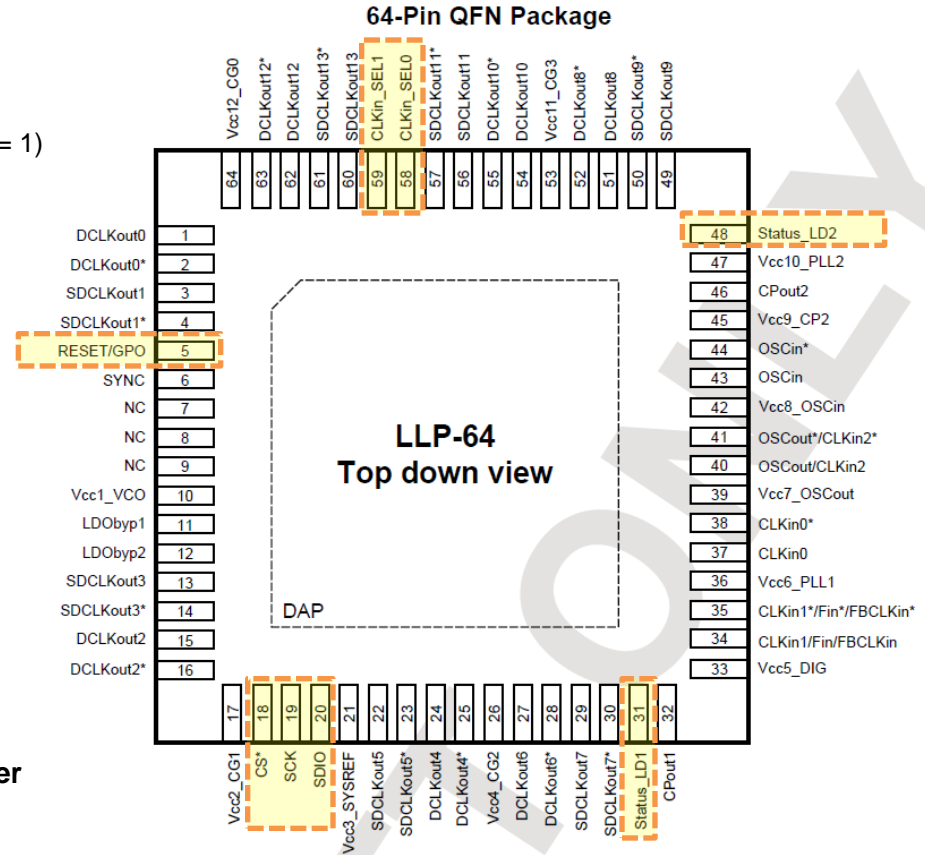 64-Pin QFN Package
= 1)
Vcc12_CG0
DCLKout12*
DCLKout12
SDCLKout13*
SDCLKout13
CLKin_SEL1
CLKin_SEL0
SDCLKout11*
SDCLKout11
DCLKout10*
DCLKout10
Vcc11_CG3
DCLKout8*
DCLKout8
SDCLKout9*
SDCLKout9
64 63 62 61 60 59 58 57 56 55 54 53 52 51 50 49
DCLKout0 1
DCLKout0* 2
SDCLKout1 3
SDCLKout1* 4
RESET/GPO 5
SYNC 6
NC 7
NC 8
NC 9
Vcc1_VCO 10
LDObyp1 11
LDObyp2 12
SDCLKout3 13
SDCLKout3* 14
DCLKout2 15
DCLKout2* 16
LLP-64
Top down view
DAP
48 Status_LD2
47 Vcc10_PLL2
46 CPout2
45 Vcc9_CP2
44 OSCin*
43 OSCin
42 Vcc8_OSCin
41 OSCout*/CLKin2*
40 OSCout/CLKin2
39 Vcc7_OSCout
38 CLKin0*
37 CLKin0
36 Vcc6_PLL1
35 CLKin1*/Fin*/FBCLKin*
34 CLKin1/Fin/FBCLKin
33 Vcc5_DIG
17 18 19 20 21 22 23 24 25 26 27 28 29 30 31 32
Vcc2_CG1
CS*
SCK
SDIO
Vcc3_SYSREF
SDCLKout5
SDCLKout5*
DCLKout4
DCLKout4*
Vcc4_CG2
DCLKout6
DCLKout6*
SDCLKout7
SDCLKout7*
Status_LD1
CPout1
er
T ONLY